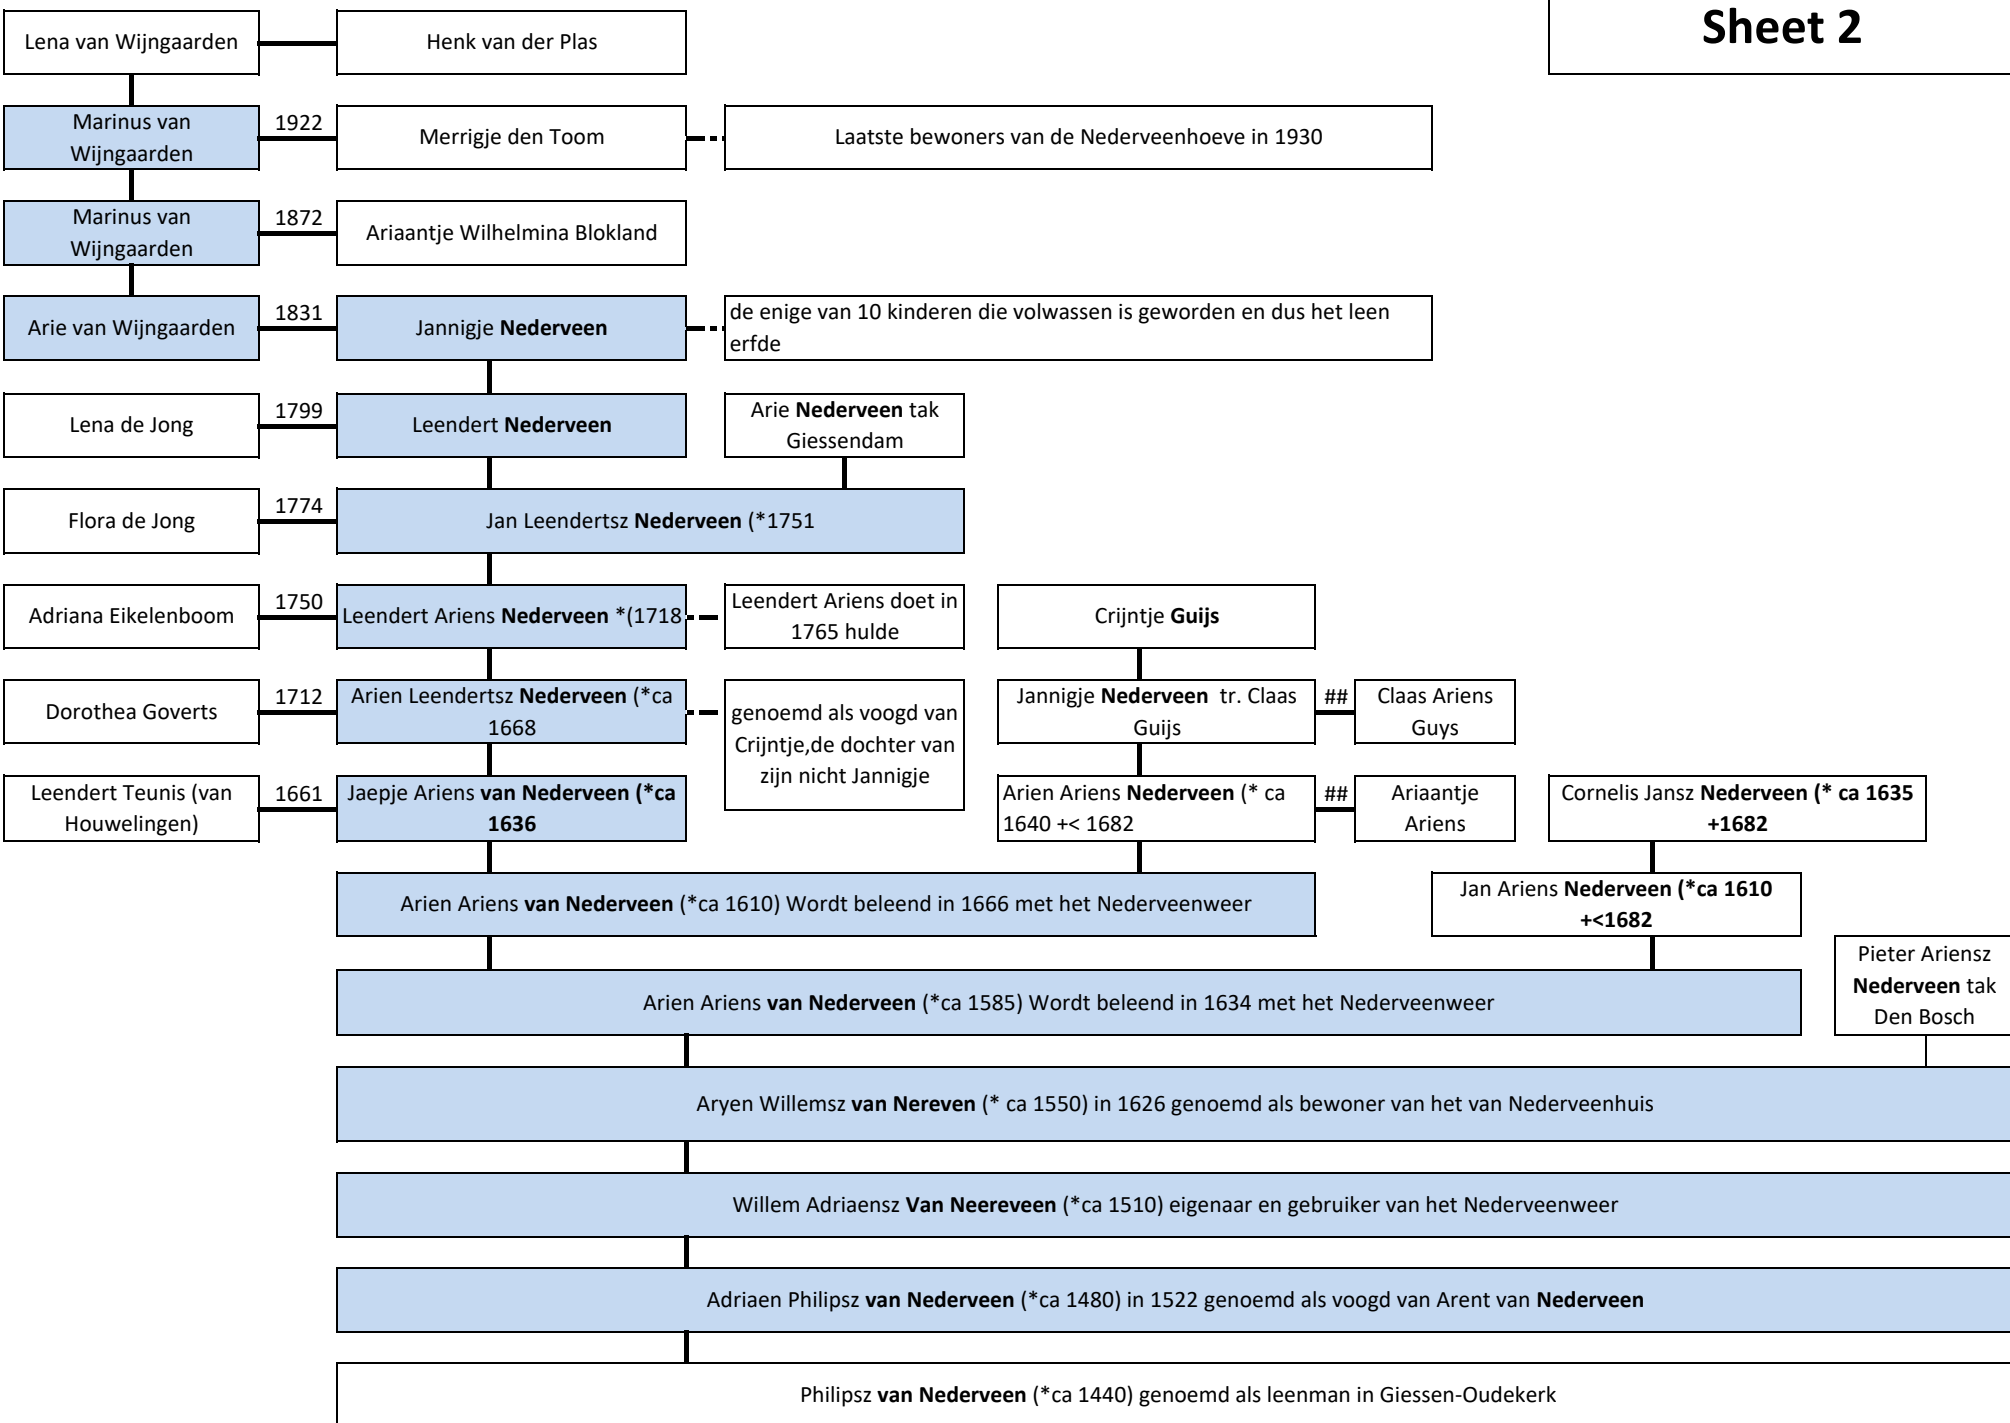 Sheet 2
Lena van Wijngaarden
Henk van der Plas
Marinus van
Wijngaarden
1922
Merrigje den Toom
Laatste bewoners van de Nederveenhoeve in 1930
Marinus van
Wijngaarden
1872
Ariaantje Wilhelmina Blokland
Arie van Wijngaarden
1831
Jannigje Nederveen
de enige van 10 kinderen die volwassen is geworden en dus het leen
erfde
Lena de Jong
1799
Leendert Nederveen
Arie Nederveen tak
Giessendam
Flora de Jong
1774
Jan Leendertsz Nederveen (*1751
Adriana Eikelenboom
1750
Leendert Ariens Nederveen *(1718
Leendert Ariens doet in
1765 hulde
Crijntje Guijs
Dorothea Goverts
1712
Arien Leendertsz Nederveen (*ca
1668
genoemd als voogd van
Crijntje,de dochter van
zijn nicht Jannigje
Jannigje Nederveen  tr. Claas
Guijs
##
Claas Ariens
Guys
Leendert Teunis (van
Houwelingen)
1661
Jaepje Ariens van Nederveen (*ca
1636
Arien Ariens Nederveen (* ca
1640 +< 1682
##
Ariaantje
Ariens
Cornelis Jansz Nederveen (* ca 1635
+1682
Arien Ariens van Nederveen (*ca 1610) Wordt beleend in 1666 met het Nederveenweer
Jan Ariens Nederveen (*ca 1610
+<1682
Arien Ariens van Nederveen (*ca 1585) Wordt beleend in 1634 met het Nederveenweer
Pieter Ariensz
Nederveen tak
Den Bosch
Aryen Willemsz van Nereven (* ca 1550) in 1626 genoemd als bewoner van het van Nederveenhuis
Willem Adriaensz Van Neereveen (*ca 1510) eigenaar en gebruiker van het Nederveenweer
Adriaen Philipsz van Nederveen (*ca 1480) in 1522 genoemd als voogd van Arent van Nederveen
Philipsz van Nederveen (*ca 1440) genoemd als leenman in Giessen-Oudekerk